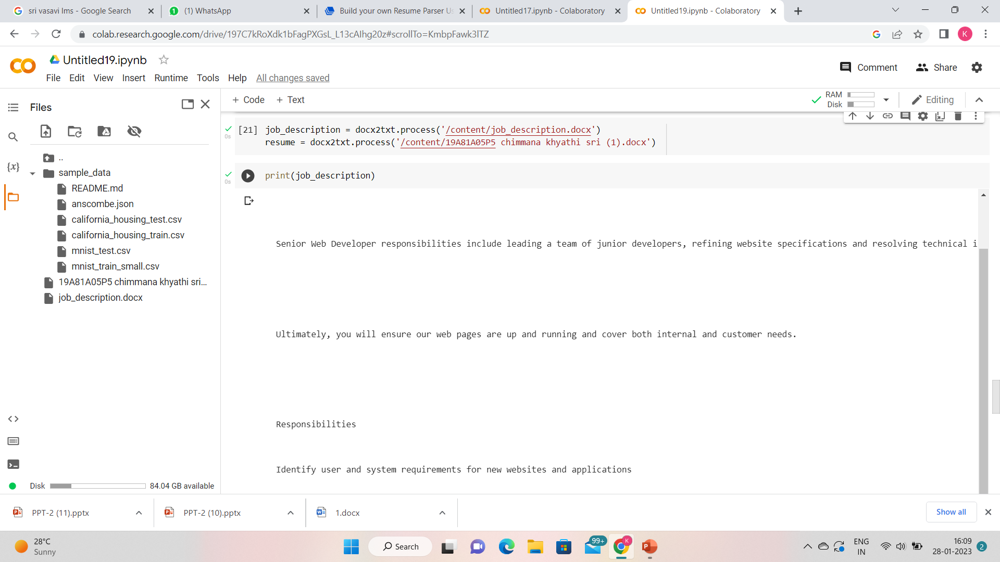 sri vasavi lms - Google Search
(1) WhatsApp
Build your own Resume Parser Us
Untitled17.ipynb - Colaboratory
Untitled19.ipynb - Colaboratory
colab.research.google.com/drive/197C7kRoXdk1bFagPXGsL_L13cAIhg20z#scrollTo=KmbpFawk3lTZ
K
Untitled19.ipynb
File Edit View Insert Runtime Tools Help All changes saved
Comment
Share
Files
+ Code + Text
RAM
Disk
Editing
[21] job_description = docx2txt.process('/content/job_description.docx')
resume = docx2txt.process('/content/19A81A05P5 chimmana khyathi sri (1).docx')
0s
print(job_description)
0s
..
sample_data
README.md
anscombe.json
california_housing_test.csv
california_housing_train.csv
mnist_test.csv
mnist_train_small.csv
19A81A05P5 chimmana khyathi sri...
job_description.docx
{x}
Senior Web Developer responsibilities include leading a team of junior developers, refining website specifications and resolving technical i
Ultimately, you will ensure our web pages are up and running and cover both internal and customer needs.
Responsibilities
Identify user and system requirements for new websites and applications
Disk 84.04 GB available
PPT-2 (11).pptx
PPT-2 (10).pptx
1.docx
Show all
28°C
Sunny
Search
99+
K
ENG
IN
16:09
28-01-2023
2